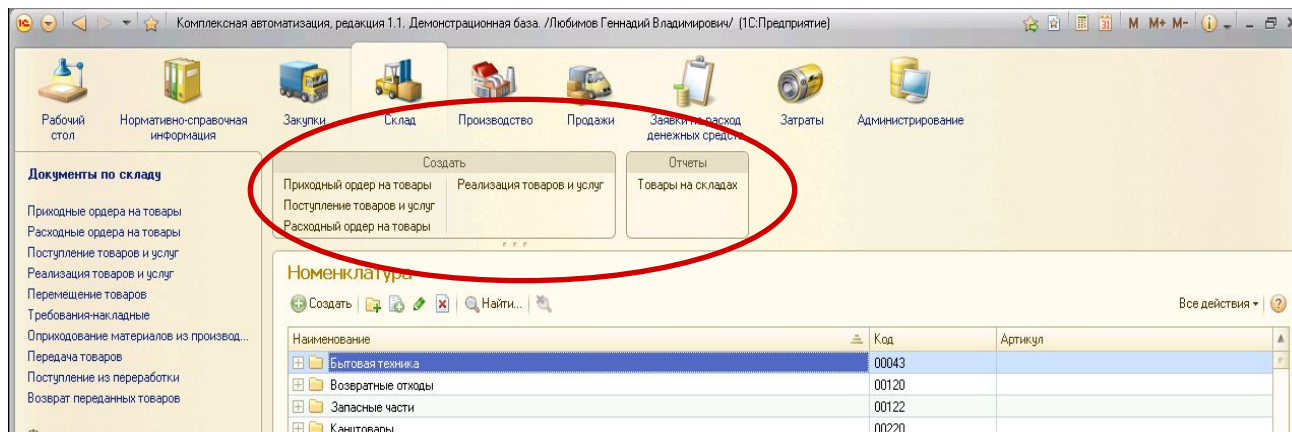 Комплексная автоматизация, редакция 1.1. Демонстрационная база. /Любимов Геннадий Владимирович/ (1С:Предприятие)
M M+ M-
Рабочий стол
Нормативно-справочная информация
Закупки
Склад
Производство
Продажи
Заявки на расход денежных средств
Затраты
Администрирование
Документы по складу
Приходные ордера на товары
Расходные ордера на товары
Поступление товаров и услуг
Реализация товаров и услуг
Перемещение товаров
Требования-накладные
Оприходование материалов из производ...
Передача товаров
Поступление из переработки
Возврат переданных товаров
Создать
Приходный ордер на товары
Поступление товаров и услуг
Расходный ордер на товары
Реализация товаров и услуг
Отчеты
Товары на складах
Номенклатура
Создать
Найти...
Все действия
Наименование
Код
Артикул
Бытовая техника
00043
Возвратные отходы
00120
Запасные части
00122
Канцтовары
00220